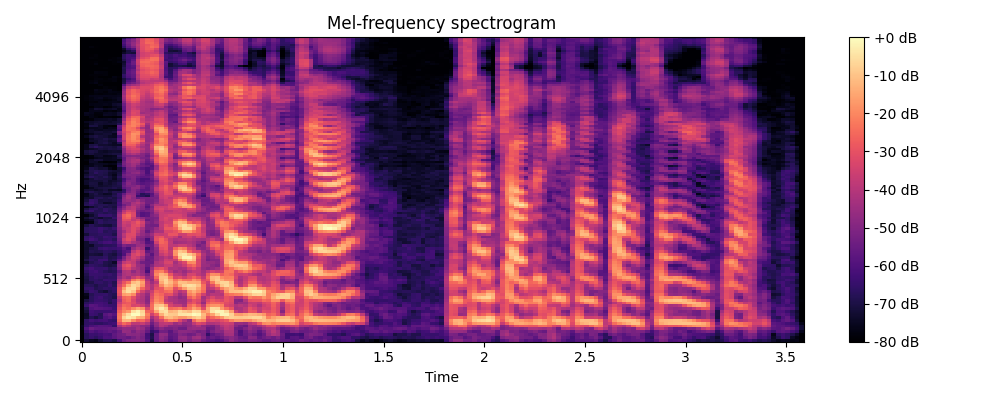 Mel-frequency spectrogram
+0 dB
-10 dB
-20 dB
-30 dB
-40 dB
-50 dB
-60 dB
-70 dB
-80 dB
Hz
4096
2048
1024
512
0
0 0.5 1 1.5 2 2.5 3 3.5
Time